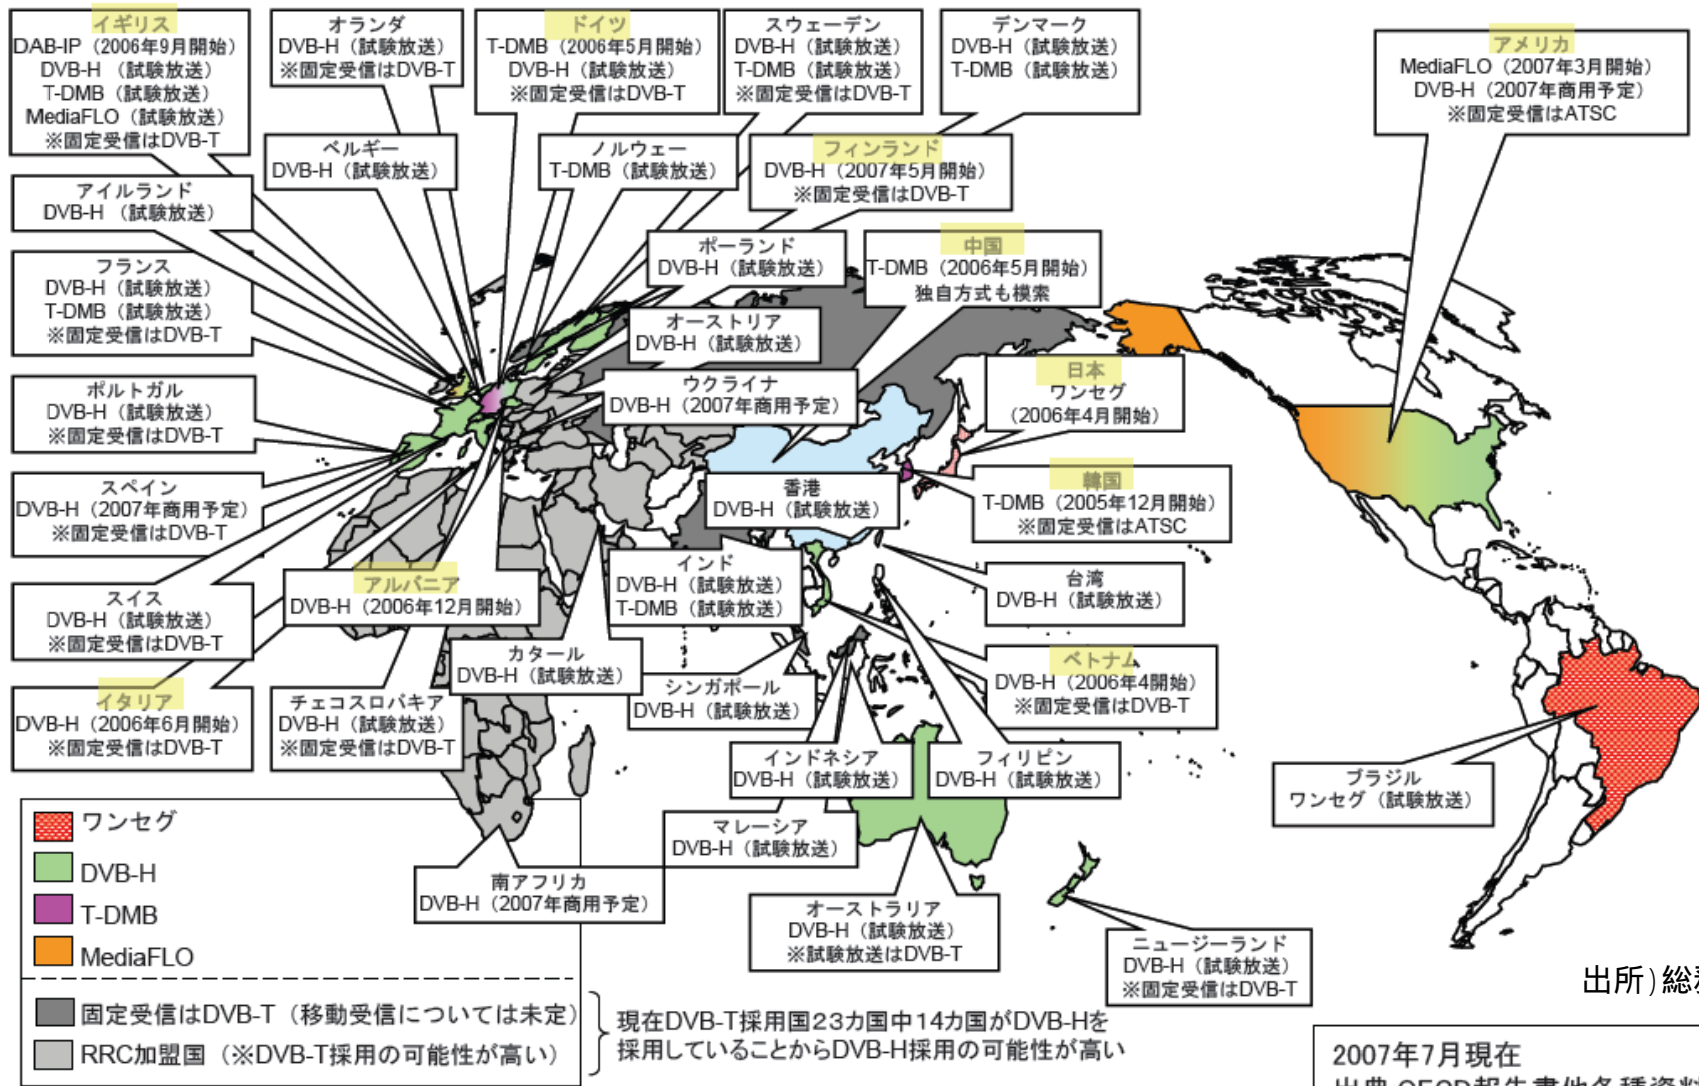 イギリス
DAB-IP（2006年9月開始）
DVB-H （試験放送）
T-DMB （試験放送）
MediaFLO（試験放送）
※固定受信はDVB-T
オランダ
DVB-H（試験放送）
※固定受信はDVB-T
ドイツ
T-DMB（2006年5月開始）
DVB-H（試験放送）
※固定受信はDVB-T
スウェーデン
DVB-H（試験放送）
T-DMB（試験放送）
※固定受信はDVB-T
デンマーク
DVB-H（試験放送）
T-DMB（試験放送）
アメリカ
MediaFLO（2007年3月開始）
DVB-H（2007年商用予定）
※固定受信はATSC
ベルギー
DVB-H（試験放送）
ノルウェー
T-DMB（試験放送）
フィンランド
DVB-H（2007年5月開始）
※固定受信はDVB-T
アイルランド
DVB-H （試験放送）
フランス
DVB-H（試験放送）
T-DMB（試験放送）
※固定受信はDVB-T
ポーランド
DVB-H（試験放送）
中国
T-DMB（2006年5月開始）
独自方式も模索
オーストリア
DVB-H（試験放送）
ポルトガル
DVB-H（試験放送）
※固定受信はDVB-T
ウクライナ
DVB-H（2007年商用予定）
日本
ワンセグ
（2006年4月開始）
スペイン
DVB-H（2007年商用予定）
※固定受信はDVB-T
香港
DVB-H（試験放送）
韓国
T-DMB（2005年12月開始）
※固定受信はATSC
スイス
DVB-H（試験放送）
※固定受信はDVB-T
アルバニア
DVB-H（2006年12月開始）
インド
DVB-H（試験放送）
T-DMB（試験放送）
台湾
DVB-H（試験放送）
カタール
DVB-H（試験放送）
シンガポール
DVB-H（試験放送）
ベトナム
DVB-H（2006年4開始）
※固定受信はDVB-T
イタリア
DVB-H（2006年6月開始）
※固定受信はDVB-T
チェコスロバキア
DVB-H（試験放送）
※固定受信はDVB-T
インドネシア
DVB-H（試験放送）
フィリピン
DVB-H（試験放送）
ブラジル
ワンセグ（試験放送）
マレーシア
DVB-H（試験放送）
南アフリカ
DVB-H（2007年商用予定）
オーストラリア
DVB-H（試験放送）
※試験放送はDVB-T
ニュージーランド
DVB-H（試験放送）
※固定受信はDVB-T
ワンセグ
DVB-H
T-DMB
MediaFLO
固定受信はDVB-T（移動受信については未定）
RRC加盟国（※DVB-T採用の可能性が高い）
現在DVB-T採用国23カ国中14カ国がDVB-Hを
採用していることからDVB-H採用の可能性が高い
出所）総務
2007年7月現在
出典 OECD報告書他各種資料